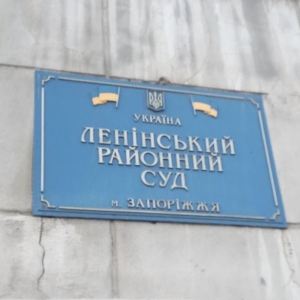 УКРАЇНА
ЛЕНІНСЬКИЙ
РАЙОННИЙ
СУД
м. ЗАПОРІЖЖЯ